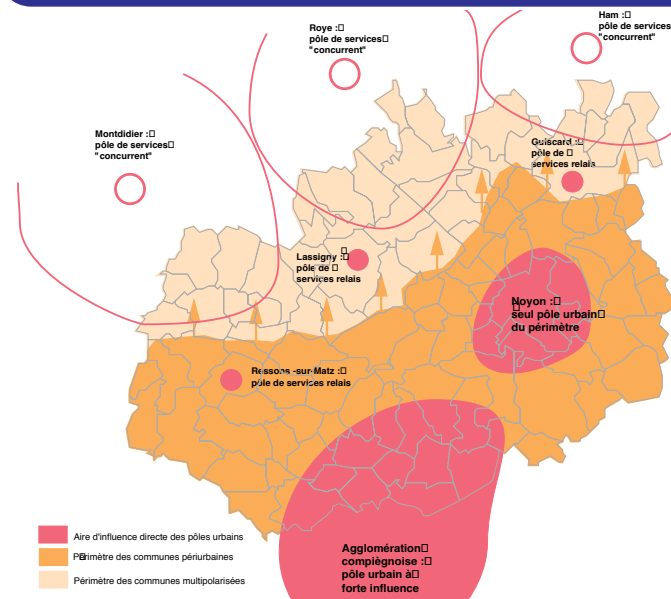 Roye :
pôle de services
"concurrent"
Ham :
pôle de services
"concurrent"
Montdidier :
pôle de services
"concurrent"
Guiscard :
pôle de
services relais
Lassigny :
pôle de
services relais
Noyon :
seul pôle urbain
du périmètre
Ressons -sur-Matz :
pôle de services relais
Agglomération
compiègnoise :
pôle urbain à
forte influence
Aire d'influence directe des pôles urbains
Périmètre des communes périurbaines
Périmètre des communes multipolarisées